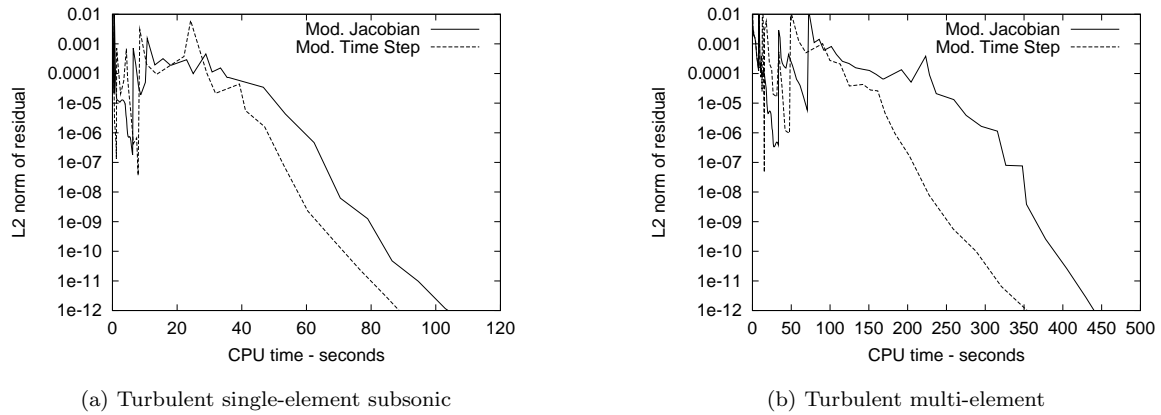 0.01
0.001
0.0001
1e-05
1e-06
1e-07
1e-08
1e-09
1e-10
1e-11
1e-12
L2 norm of residual
Mod. Jacobian
Mod. Time Step
0 20 40 60 80 100 120
CPU time - seconds
(a) Turbulent single-element subsonic
0.01
0.001
0.0001
1e-05
1e-06
1e-07
1e-08
1e-09
1e-10
1e-11
1e-12
L2 norm of residual
Mod. Jacobian
Mod. Time Step
0 50 100 150 200 250 300 350 400 450 500
CPU time - seconds
(b) Turbulent multi-element